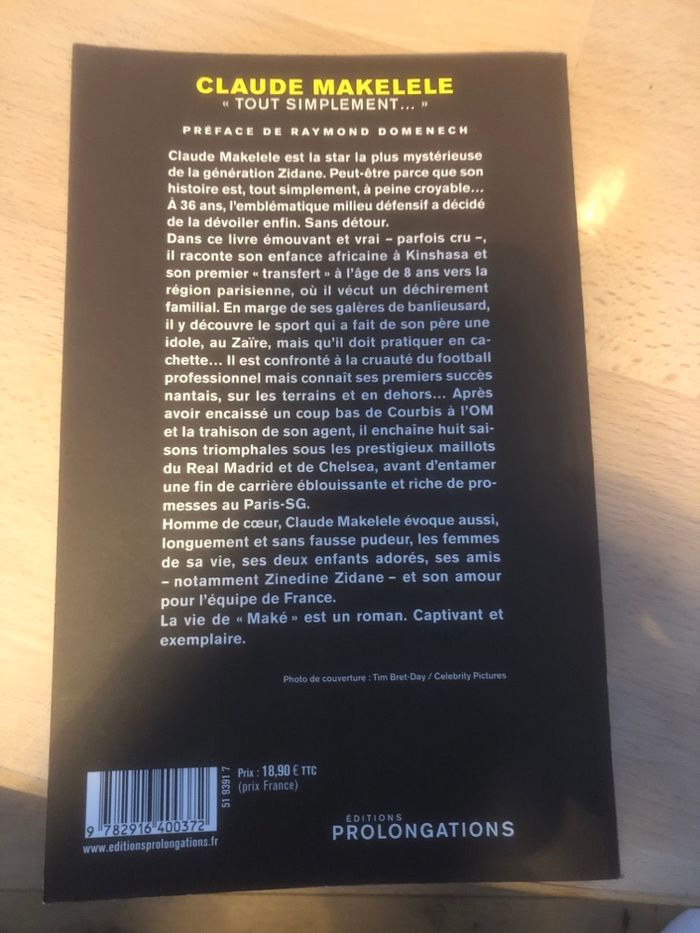 CLAUDE MAKELELE
« TOUT SIMPLEMENT... »
PRÉFACE DE RAYMOND DOMENECH
Claude Makelele est la star la plus mystérieuse
de la génération Zidane. Peut-être parce que son
histoire est, tout simplement, à peine croyable...
À 36 ans, l'emblématique milieu défensif a décidé
de la dévoiler enfin. Sans détour.
Dans ce livre émouvant et vrai – parfois cru –,
il raconte son enfance africaine à Kinshasa et
son premier « transfert » à l'âge de 8 ans vers la
région parisienne, où il vécut un déchirement
familial. En marge de ses galères de banlieusard,
il y découvre le sport qui a fait de son père une
idole, au Zaïre, mais qu'il doit pratiquer en ca-
chette... Il est confronté à la cruauté du football
professionnel mais connaît ses premiers succès
nantais, sur les terrains et en dehors... Après
avoir encaissé un coup bas de Courbis à l'OM
et la trahison de son agent, il enchaîne huit sai-
sons triomphales sous les prestigieux maillots
du Real Madrid et de Chelsea, avant d'entamer
une fin de carrière éblouissante et riche de pro-
messes au Paris-SG.
Homme de cœur, Claude Makelele évoque aussi,
longuement et sans fausse pudeur, les femmes
de sa vie, ses deux enfants adorés, ses amis
– notamment Zinedine Zidane – et son amour
pour l'équipe de France.
La vie de « Maké » est un roman. Captivant et
exemplaire.
Photo de couverture : Tim Bret-Day / Celebrity Pictures
51 9391 7
Prix : 18,90 € TTC
(prix France)
9 782916 400372
www.editionsprolongations.fr
ÉDITIONS
PROLONGATIONS